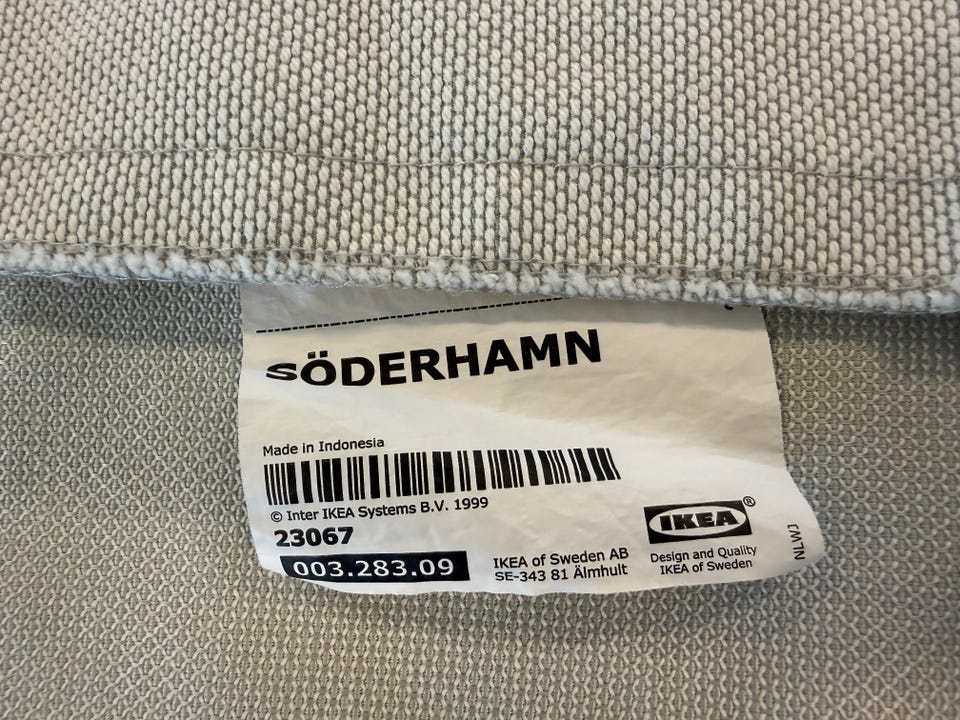 SÖDERHAMN
Made in Indonesia
© Inter IKEA Systems B.V. 1999
23067
003.283.09
IKEA of Sweden AB
SE-343 81 Älmhult
IKEA®
Design and Quality
IKEA of Sweden
NLWJ